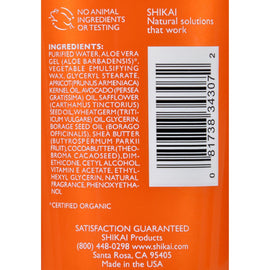 NO ANIMAL
INGREDIENTS
OR TESTING
SHIKAI
Natural solutions
that work
INGREDIENTS:
PURIFIED WATER, ALOE VERA
GEL (ALOE BARBADENSIS)*,
VEGETABLE EMULSIFYING
WAX, GLYCERYL STEARATE,
APRICOT (PRUNUS ARMENIACA)
KERNEL OIL, AVOCADO (PERSEA
GRATISSIMA) OIL, SAFFLOWER
(CARTHAMUS TINCTORIUS)
SEED OIL, WHEATGERM (TRITI-
CUM VULGARE) OIL, GLYCERIN,
BORAGE SEED OIL (BORAGO
OFFICINALIS), SHEA BUTTER
(BUTYROSPERMUM PARKII
FRUIT), COCOA BUTTER (THEO-
BROMA CACAO SEED), DIM-
ETHICONE, CETYL ALCOHOL,
VITAMIN E ACETATE, ETHYL-
HEXYL GLYCERIN, NATURAL
FRAGRANCE, PHENOXYETHA-
NOL
*CERTIFIED ORGANIC
0 81738 34307 2
SATISFACTION GUARANTEED
SHIKAI Products
(800) 448-0298 www.shikai.com
Santa Rosa, CA 95405
Made in the USA